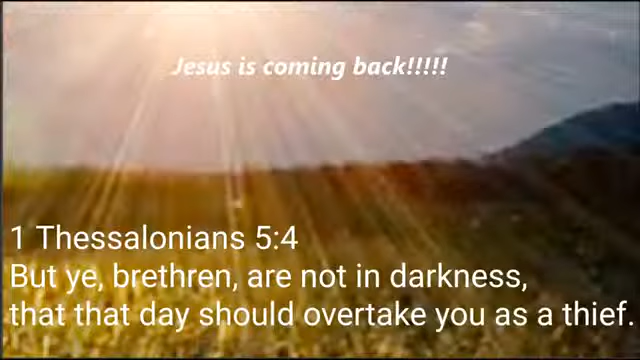 Jesus is coming back!!!!!
1 Thessalonians 5:4
But ye, brethren, are not in darkness,
that that day should overtake you as a thief.